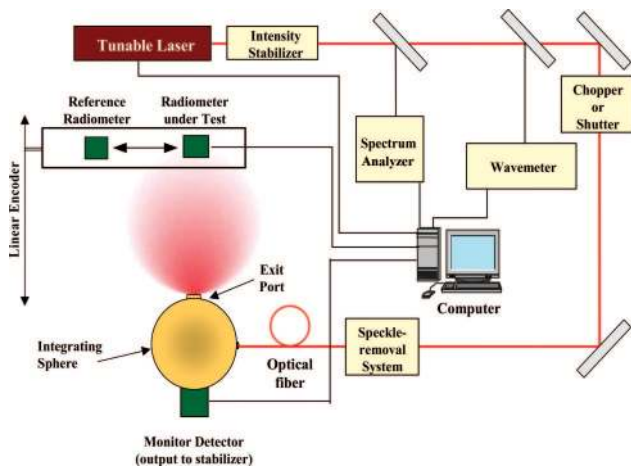 Tunable Laser
Intensity
Stabilizer
Chopper
or
Shutter
Reference
Radiometer
Radiometer
under Test
Spectrum
Analyzer
Wavemeter
Linear Encoder
Exit
Port
Computer
Integrating
Sphere
Optical
fiber
Speckle-
removal
System
Monitor Detector
(output to stabilizer)